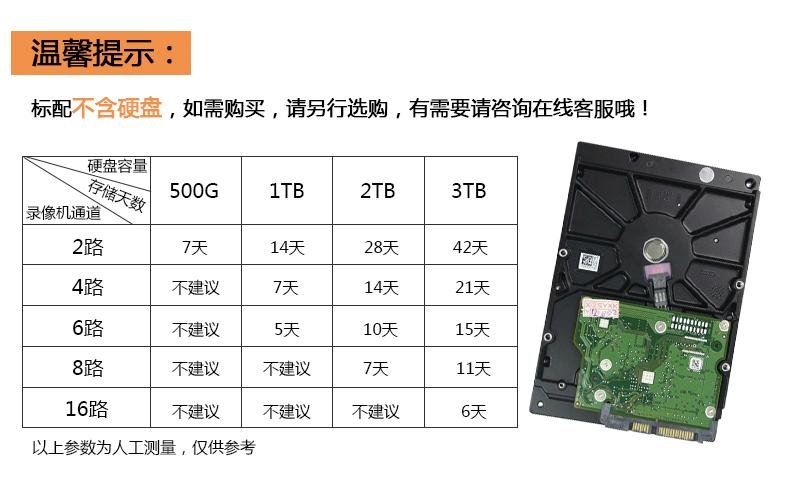 温馨提示：
标配不含硬盘，如需购买，请另行选购，有需要请咨询在线客服哦！
硬盘容量 存储天数 录像机通道 500G 1TB 2TB 3TB
2路 7天 14天 28天 42天
4路 不建议 7天 14天 21天
6路 不建议 5天 10天 15天
8路 不建议 不建议 7天 11天
16路 不建议 不建议 不建议 6天
以上参数为人工测量，仅供参考